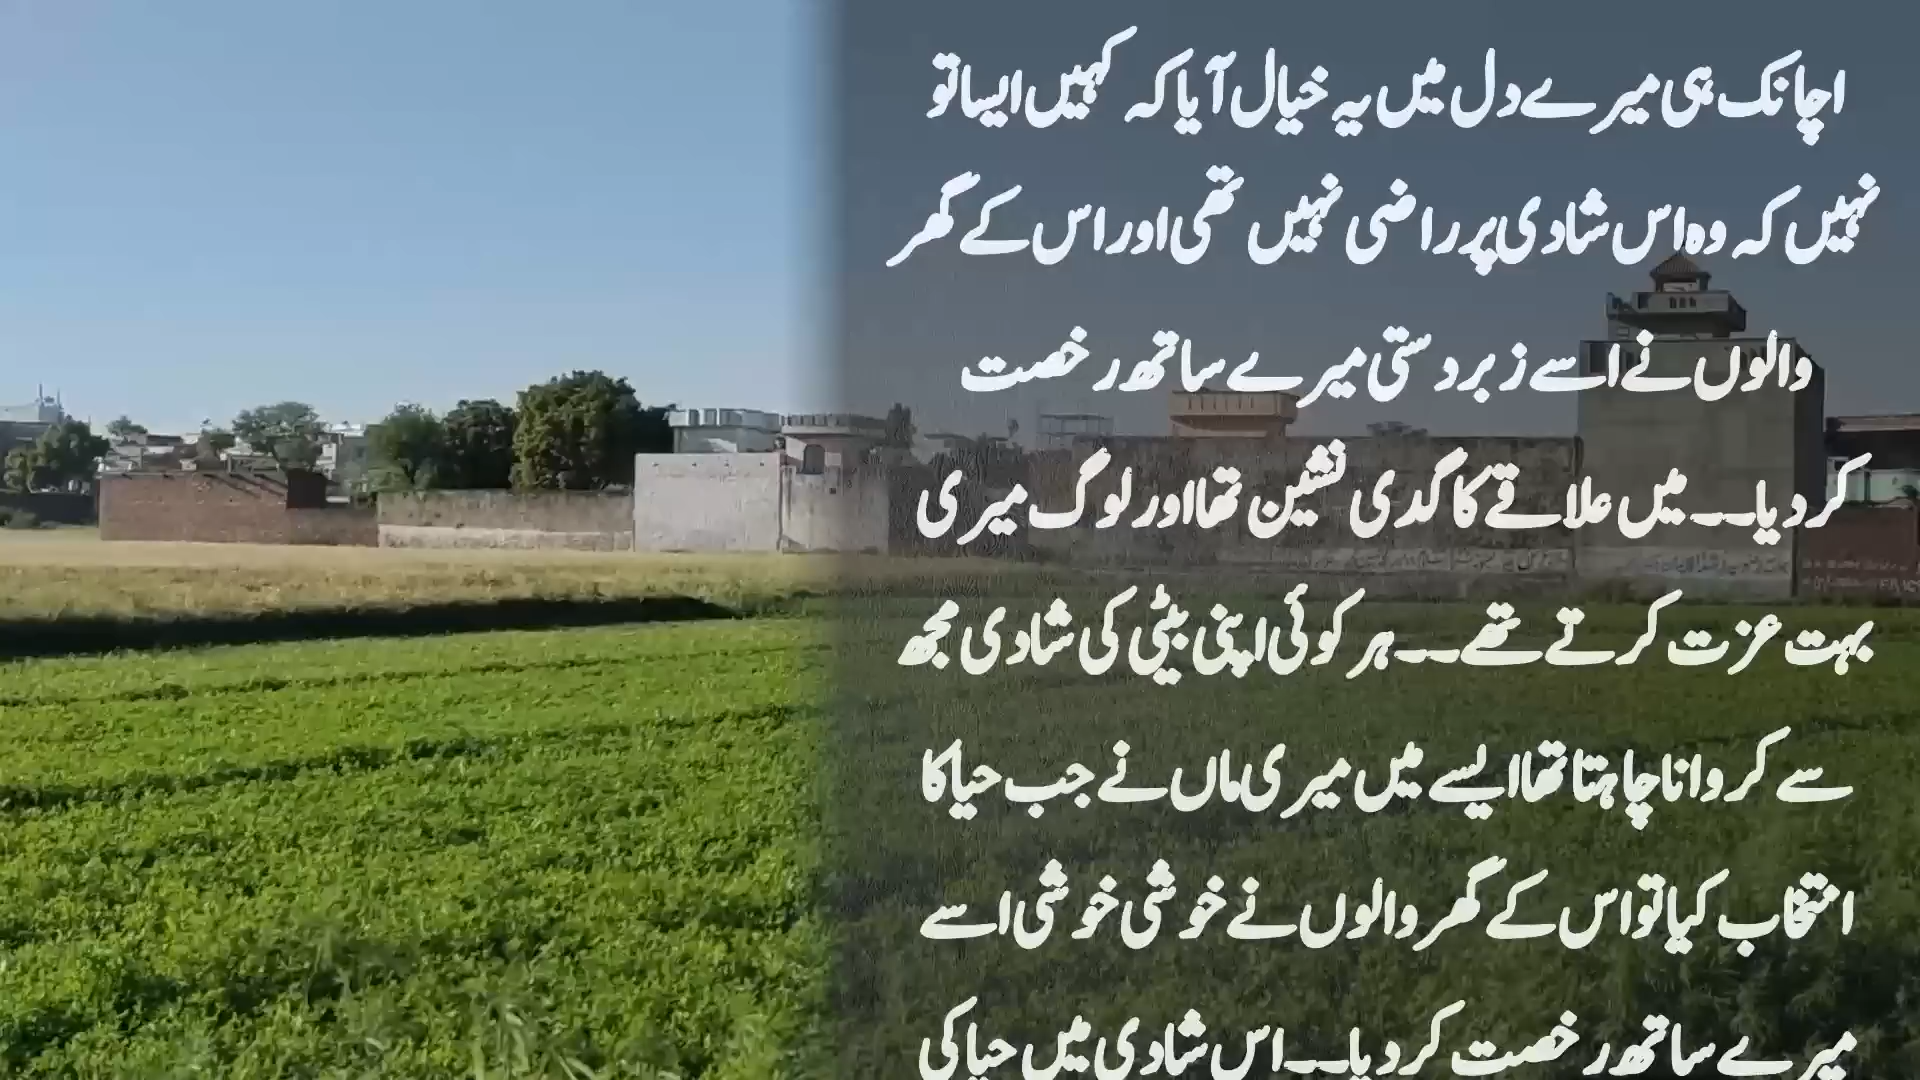 اچانک ہی میرے دل میں یہ خیال آیا کہ کہیں ایسا تو
نہیں کہ وہ اس شادی پر راضی نہیں تھی اور اس کے گھر
والوں نے اسے زبردستی میرے ساتھ رخصت
کر دیا۔۔ میں علاقے کا گدی نشین تھا اور لوگ میری
بہت عزت کرتے تھے۔۔ ہر کوئی اپنی بیٹی کی شادی مجھ
سے کروانا چاہتا تھا ایسے میں میری ماں نے جب حیا کا
انتخاب کیا تو اس کے گھر والوں نے خوشی خوشی اسے
میرے ساتھ رخصت کر دیا۔۔ اس شادی میں حیا کی